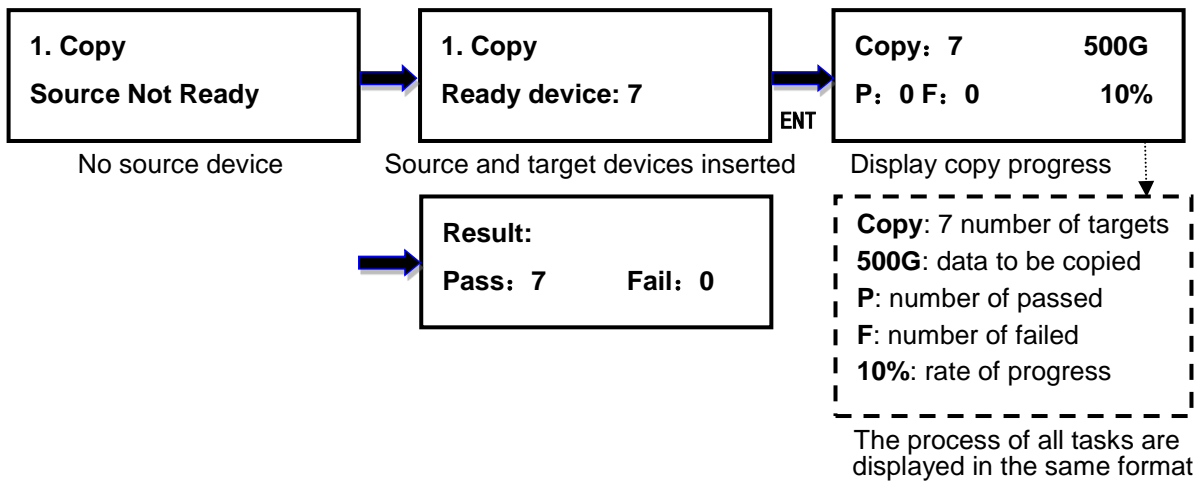 1. Copy
Source Not Ready
No source device
1. Copy
Ready device: 7
Source and target devices inserted
ENT
Copy：7 500G
P：0 F：0 10%
Display copy progress
Copy: 7 number of targets
500G: data to be copied
P: number of passed
F: number of failed
10%: rate of progress
The process of all tasks are
displayed in the same format
Result:
Pass：7 Fail：0